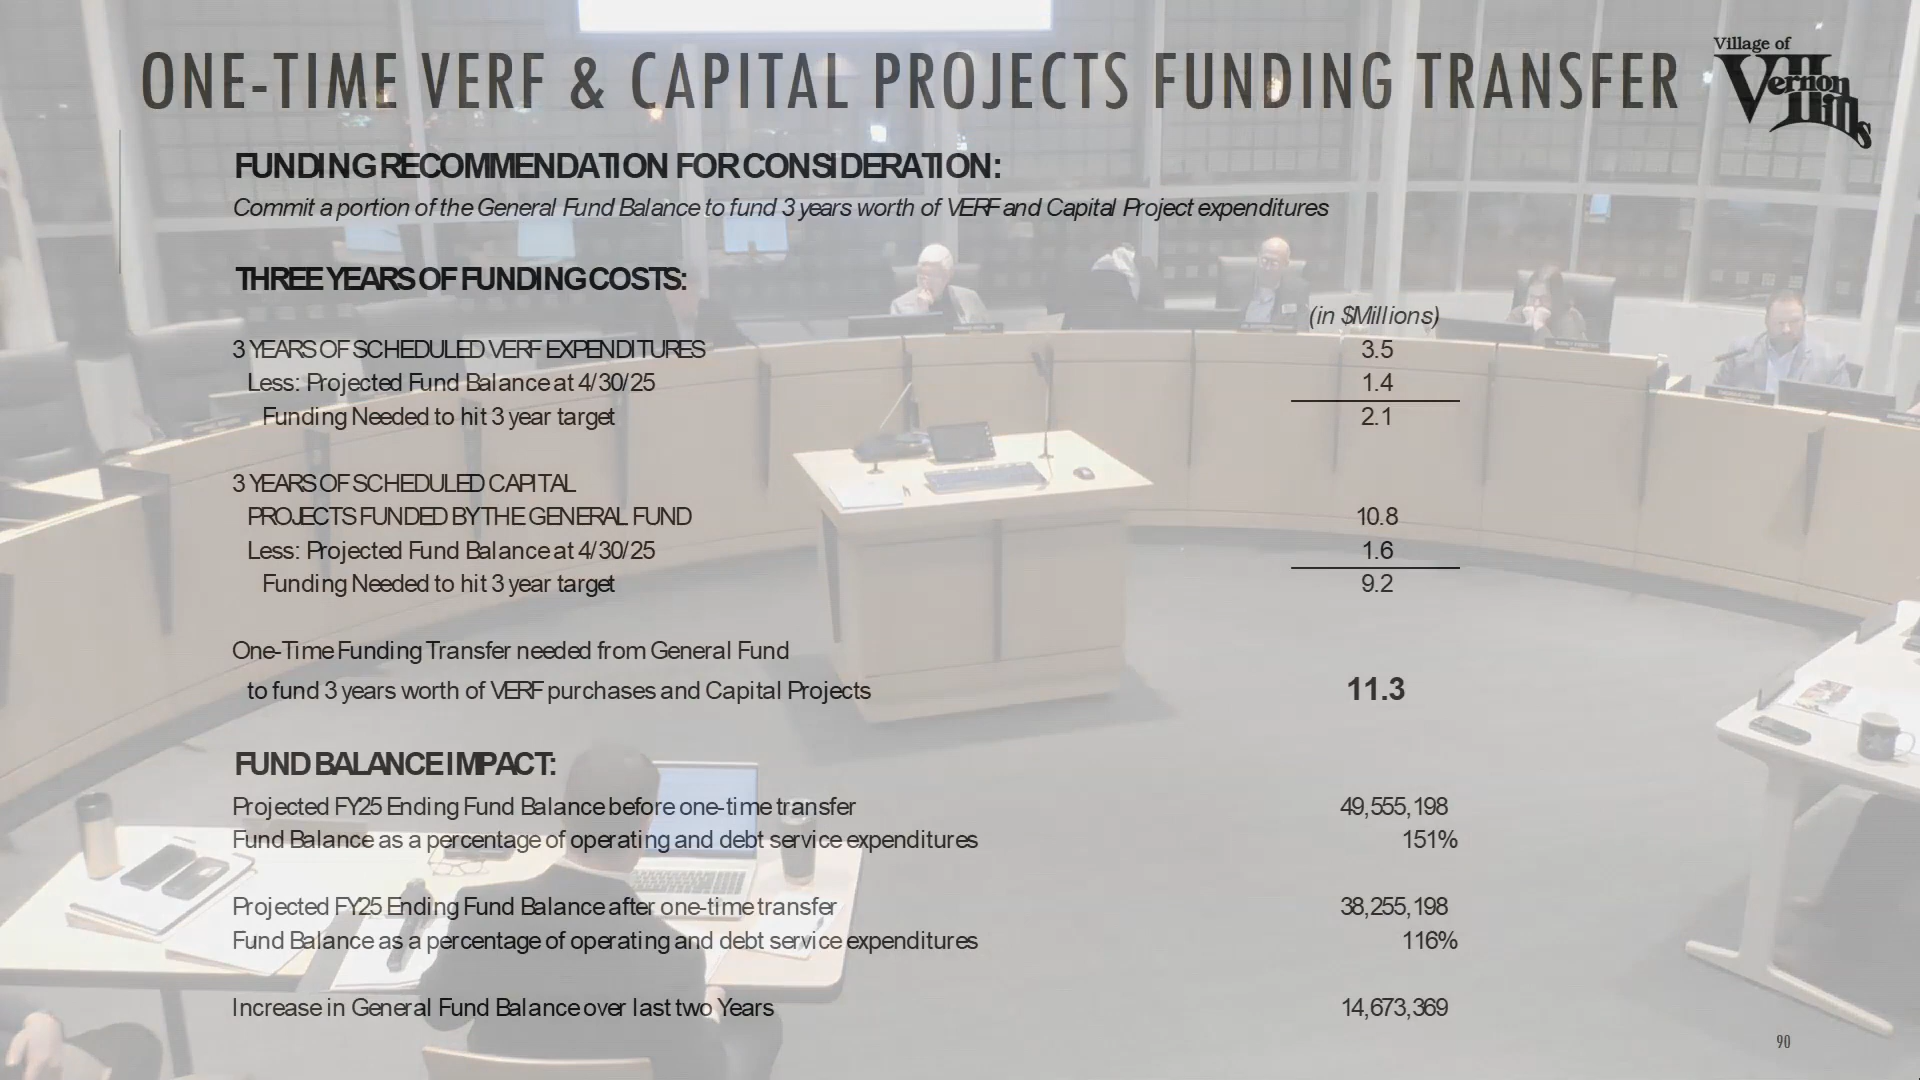 ONE-TIME VERF & CAPITAL PROJECTS FUNDING TRANSFER
Village of
Vernon
Hills
FUNDING RECOMMENDATION FOR CONSIDERATION:
Commit a portion of the General Fund Balance to fund 3 years worth of VERF and Capital Project expenditures
THREE YEARS OF FUNDING COSTS:
(in $Millions)
3 YEARS OF SCHEDULED VERF EXPENDITURES 3.5
Less: Projected Fund Balance at 4/30/25 1.4
Funding Needed to hit 3 year target 2.1
3 YEARS OF SCHEDULED CAPITAL
PROJECTS FUNDED BY THE GENERAL FUND 10.8
Less: Projected Fund Balance at 4/30/25 1.6
Funding Needed to hit 3 year target 9.2
One-Time Funding Transfer needed from General Fund
to fund 3 years worth of VERF purchases and Capital Projects 11.3
FUND BALANCE IMPACT:
Projected FY25 Ending Fund Balance before one-time transfer 49,555,198
Fund Balance as a percentage of operating and debt service expenditures 151%
Projected FY25 Ending Fund Balance after one-time transfer 38,255,198
Fund Balance as a percentage of operating and debt service expenditures 116%
Increase in General Fund Balance over last two Years 14,673,369
90